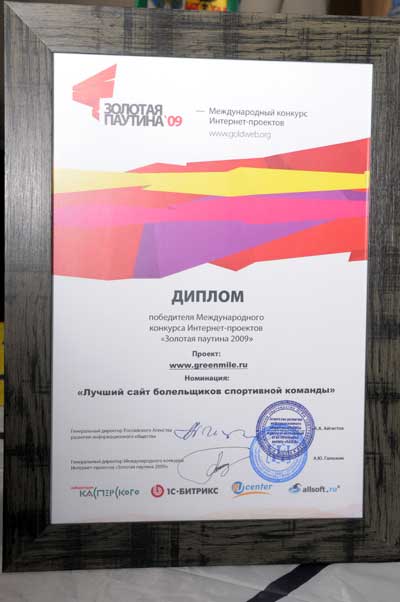 ЗОЛОТАЯ
ПАУТИНА'09
— Международный конкурс
Интернет-проектов
www.goldweb.org
ДИПЛОМ
победителя Международного
конкурса Интернет-проектов
«Золотая паутина 2009»
Проект:
www.greenmile.ru
Номинация:
«Лучший сайт болельщиков спортивной команды»
Генеральный директор Российского Агентства
развития информационного общества
Генеральный директор Международного конкурса
Интернет-проектов «Золотая паутина 2009»
КАСПЕРСКОГО
1С-БИТРИКС
center
allsoft.ru